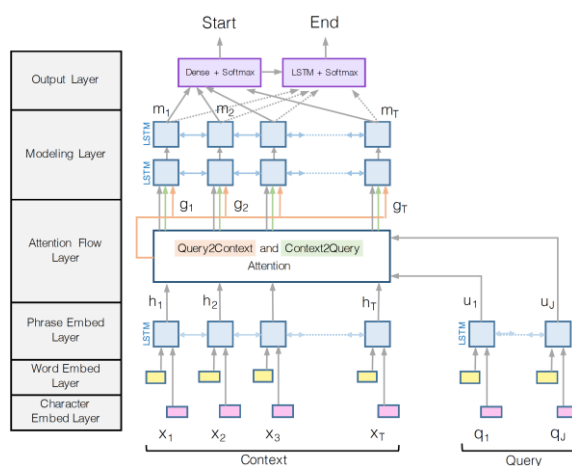 Start End
Output Layer
Dense + Softmax
LSTM + Softmax
m1 m2 mT
Modeling Layer
LSTM
LSTM
g1 g2 gT
Attention Flow
Layer
Query2Context and Context2Query
Attention
h1 h2 hT
u1 uJ
Phrase Embed
Layer
LSTM
LSTM
Word Embed
Layer
Character
Embed Layer
x1 x2 x3 xT
q1 qJ
Context
Query